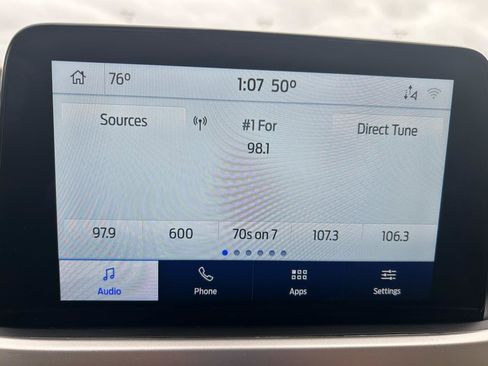 76° 1:07 50°
Sources #1 For Direct Tune
98.1
97.9 600 70s on 7 107.3 106.3
Audio Phone Apps Settings